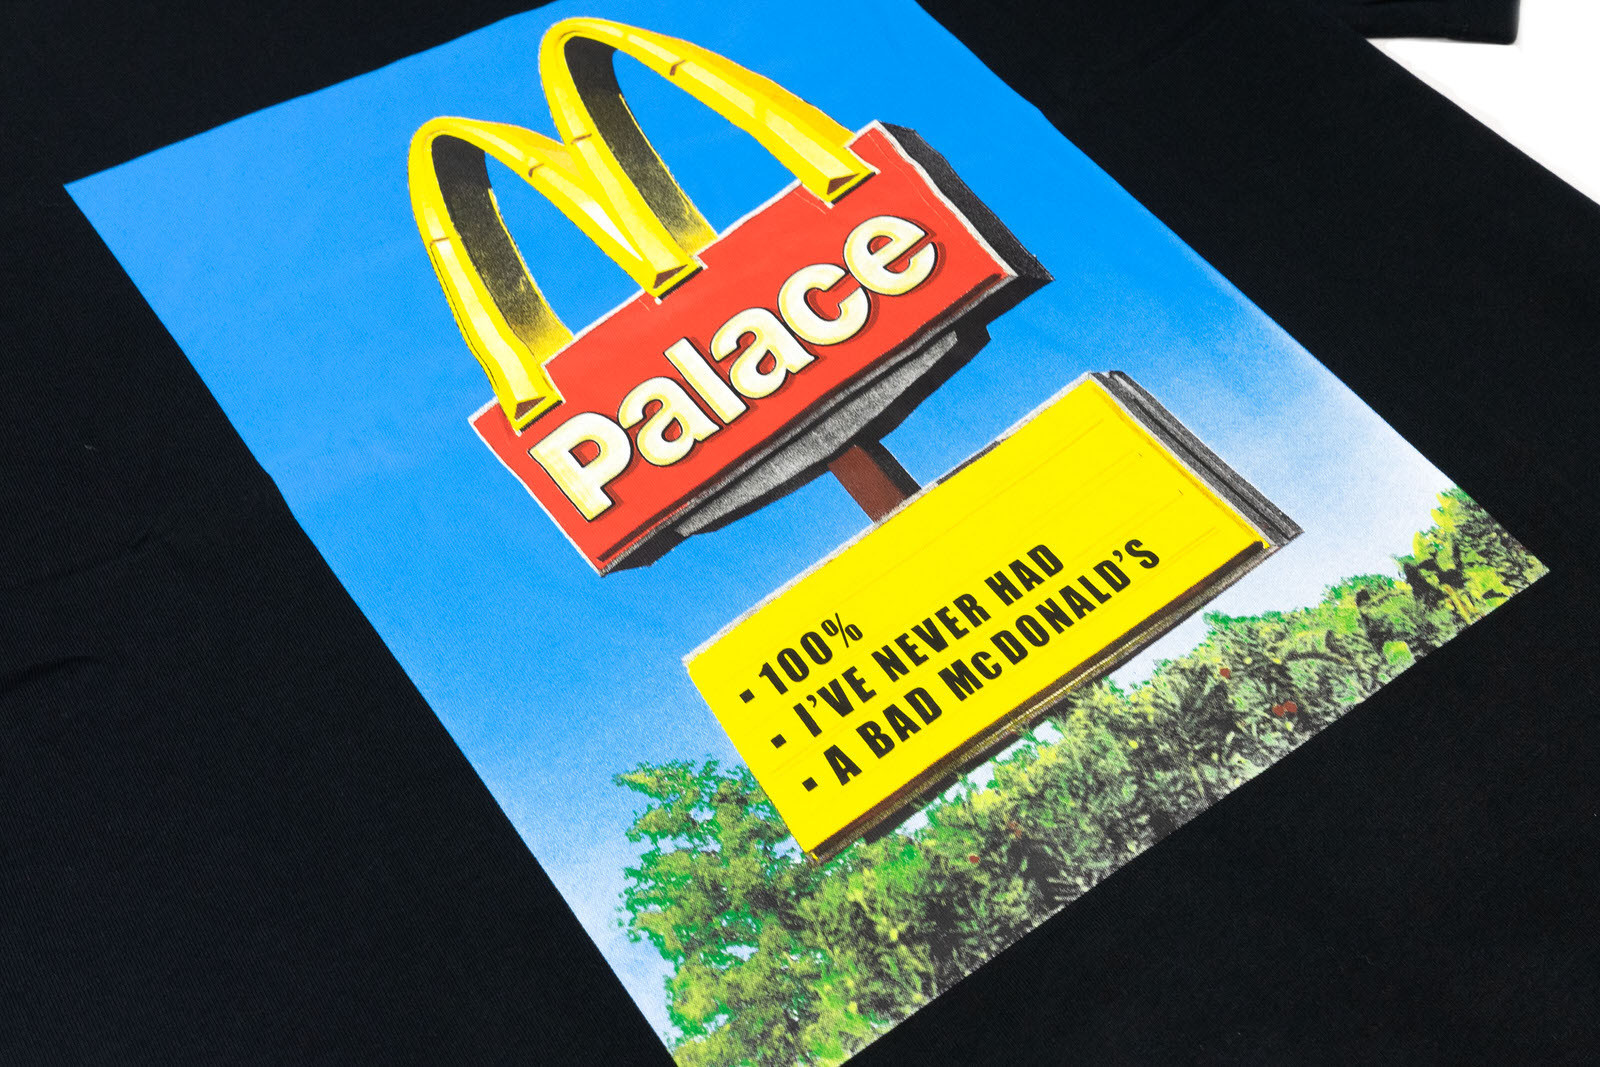 Palace
- 100%
- I'VE NEVER HAD
- A BAD McDONALD'S